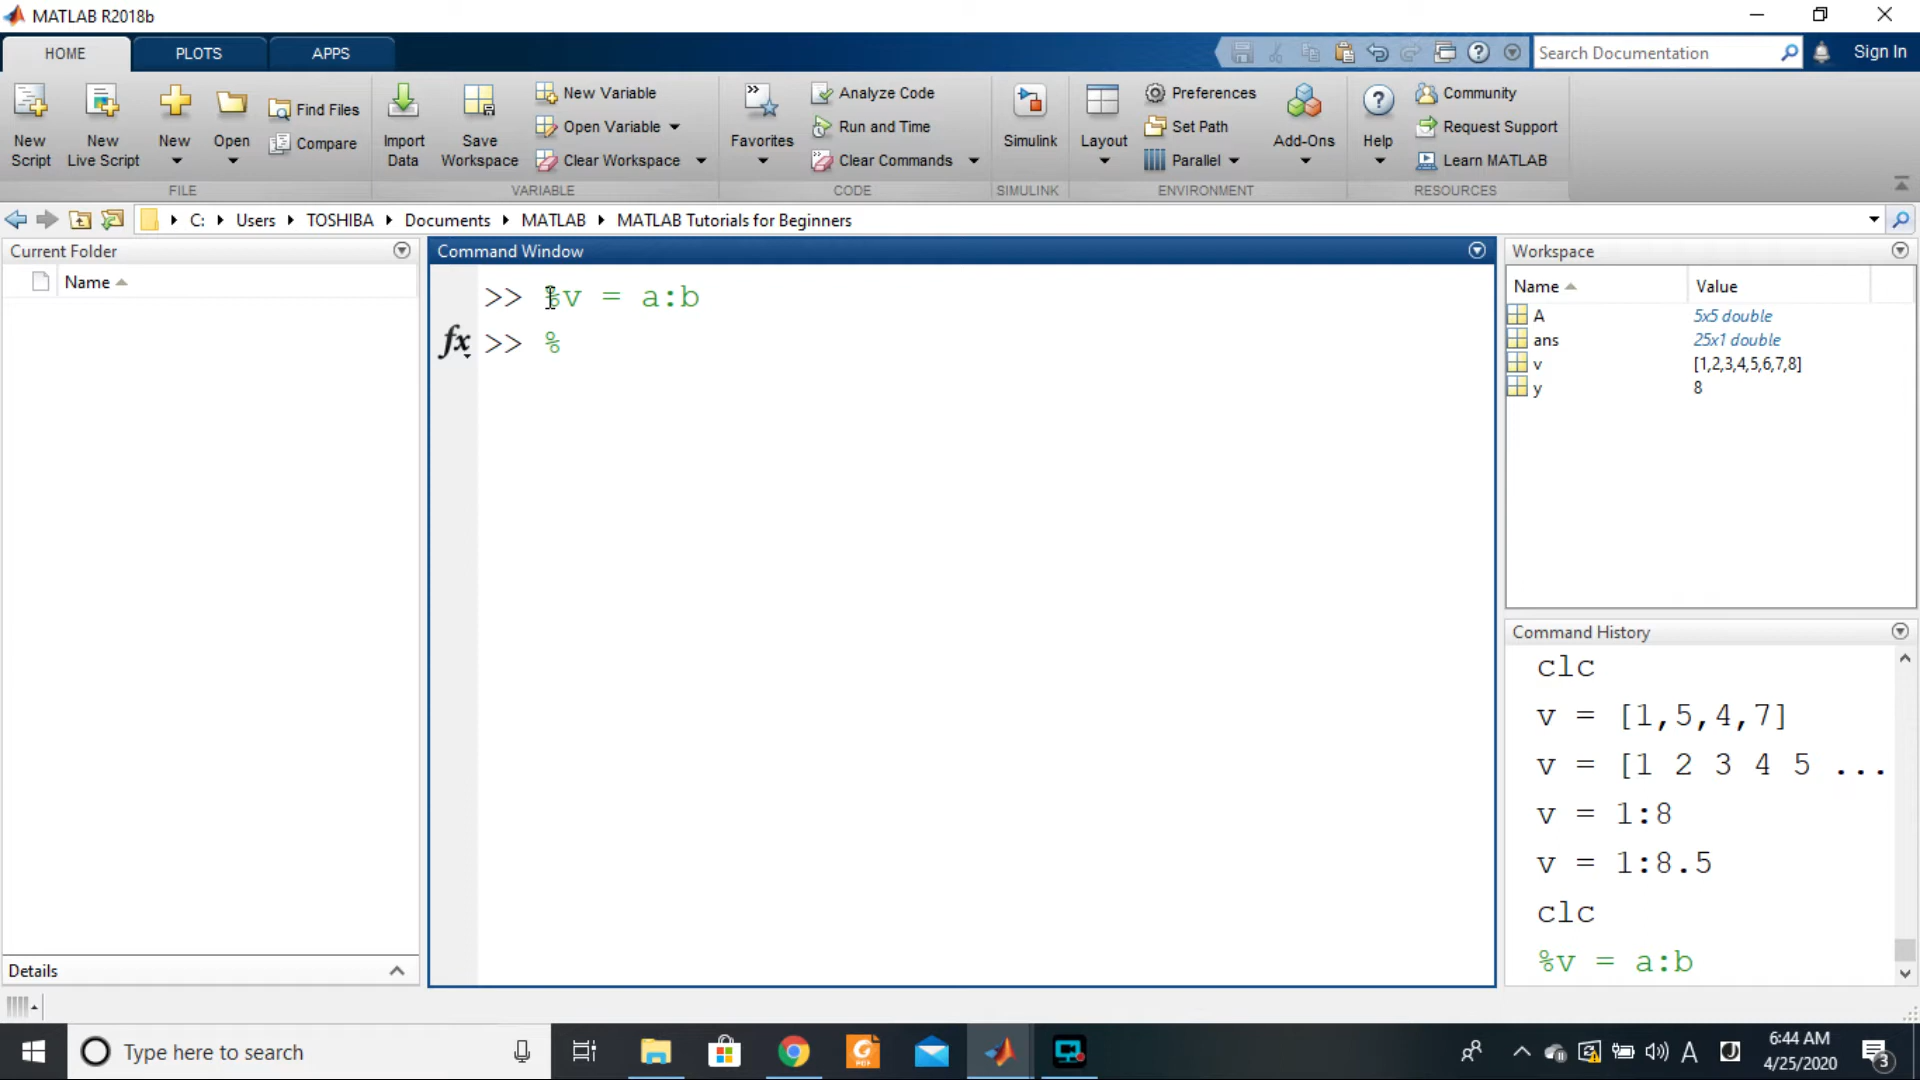 MATLAB R2018b
HOME
PLOTS
APPS
Search Documentation
Sign In
New Script
New Live Script
New
Open
Find Files
Compare
Import Data
Save Workspace
New Variable
Open Variable
Clear Workspace
Favorites
Analyze Code
Run and Time
Clear Commands
Simulink
Layout
Preferences
Set Path
Parallel
Add-Ons
Help
Community
Request Support
Learn MATLAB
FILE
VARIABLE
CODE
SIMULINK
ENVIRONMENT
RESOURCES
C: Users TOSHIBA Documents MATLAB MATLAB Tutorials for Beginners
Current Folder
Name
Details
Command Window
>> %v = a:b
fx >> %
Workspace
Name Value
A 5x5 double
ans 25x1 double
v [1,2,3,4,5,6,7,8]
y 8
Command History
clc
v = [1,5,4,7]
v = [1 2 3 4 5 ...
v = 1:8
v = 1:8.5
clc
%v = a:b
Type here to search
6:44 AM
4/25/2020
3